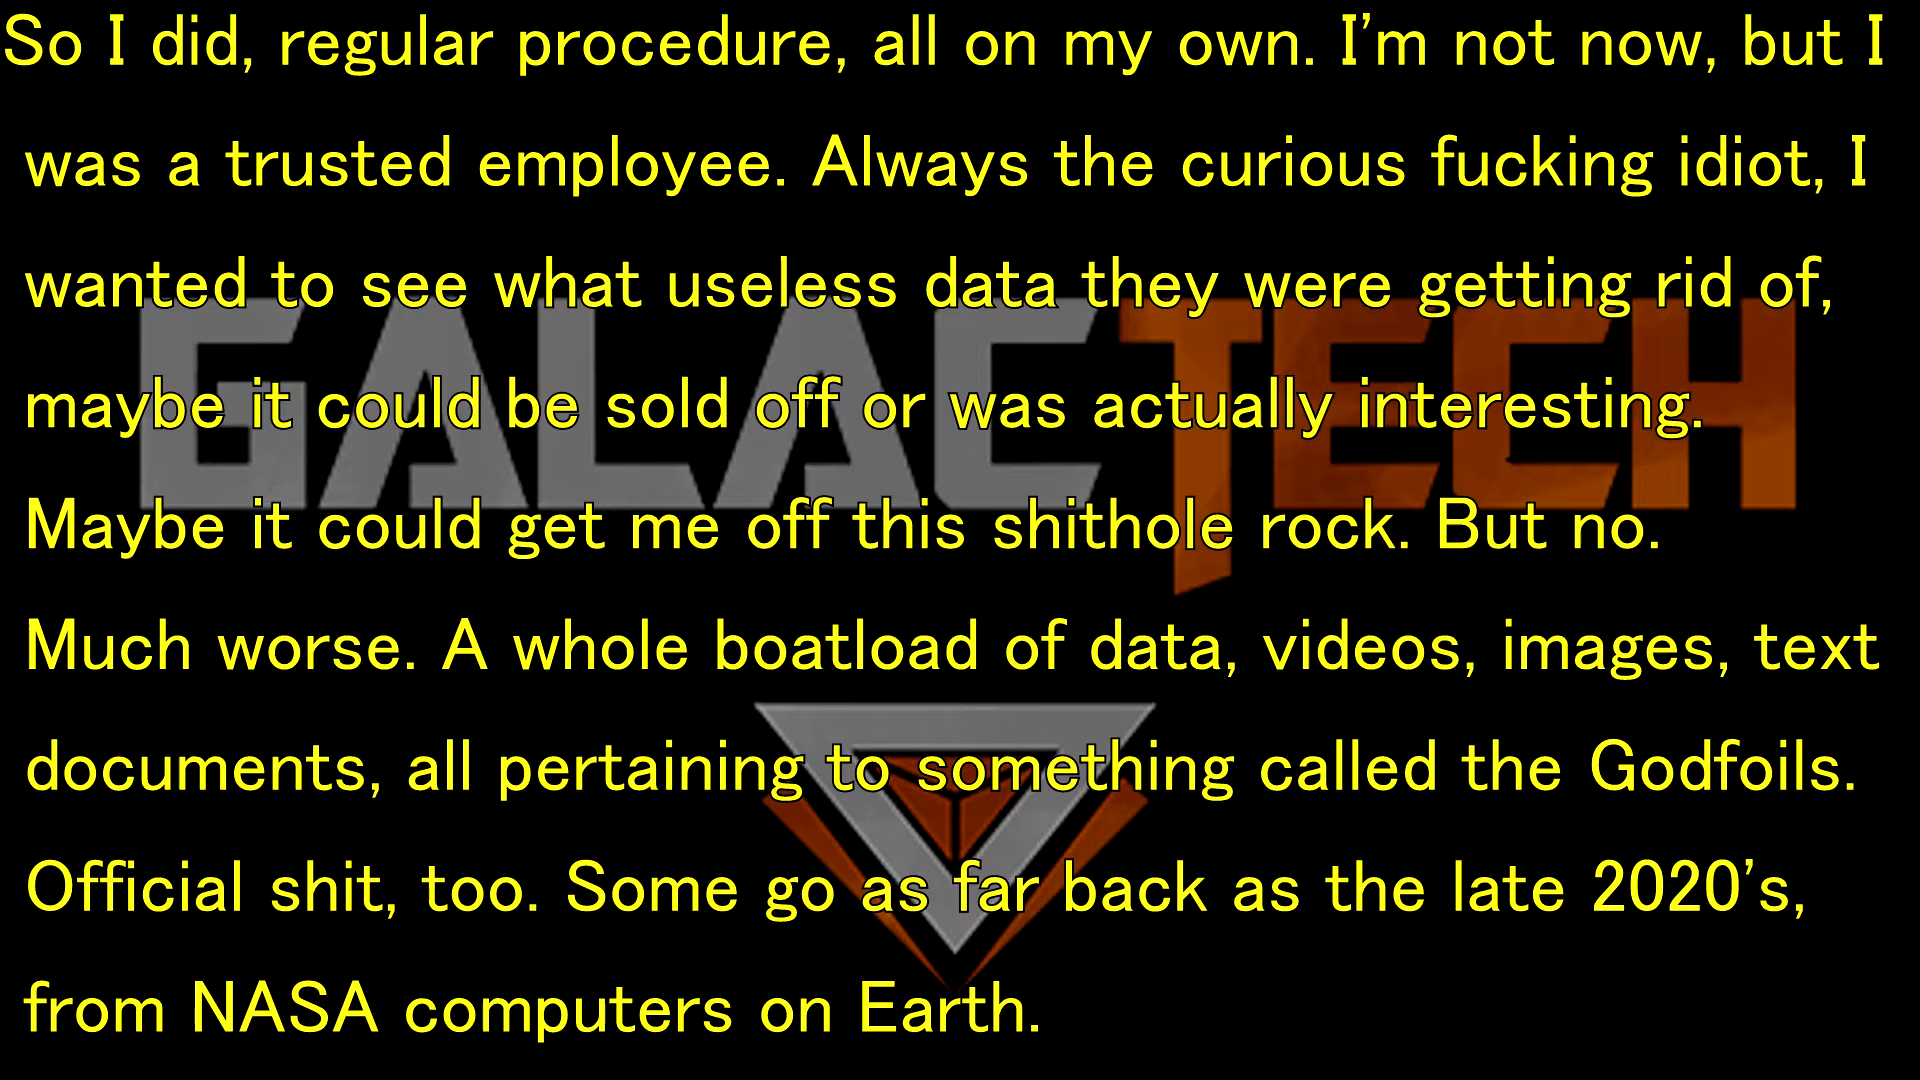 So I did, regular procedure, all on my own. I'm not now, but I
was a trusted employee. Always the curious fucking idiot, I
wanted to see what useless data they were getting rid of,
GALACTECH
maybe it could be sold off or was actually interesting.
Maybe it could get me off this shithole rock. But no.
Much worse. A whole boatload of data, videos, images, text
documents, all pertaining to something called the Godfoils.
Official shit, too. Some go as far back as the late 2020's,
from NASA computers on Earth.